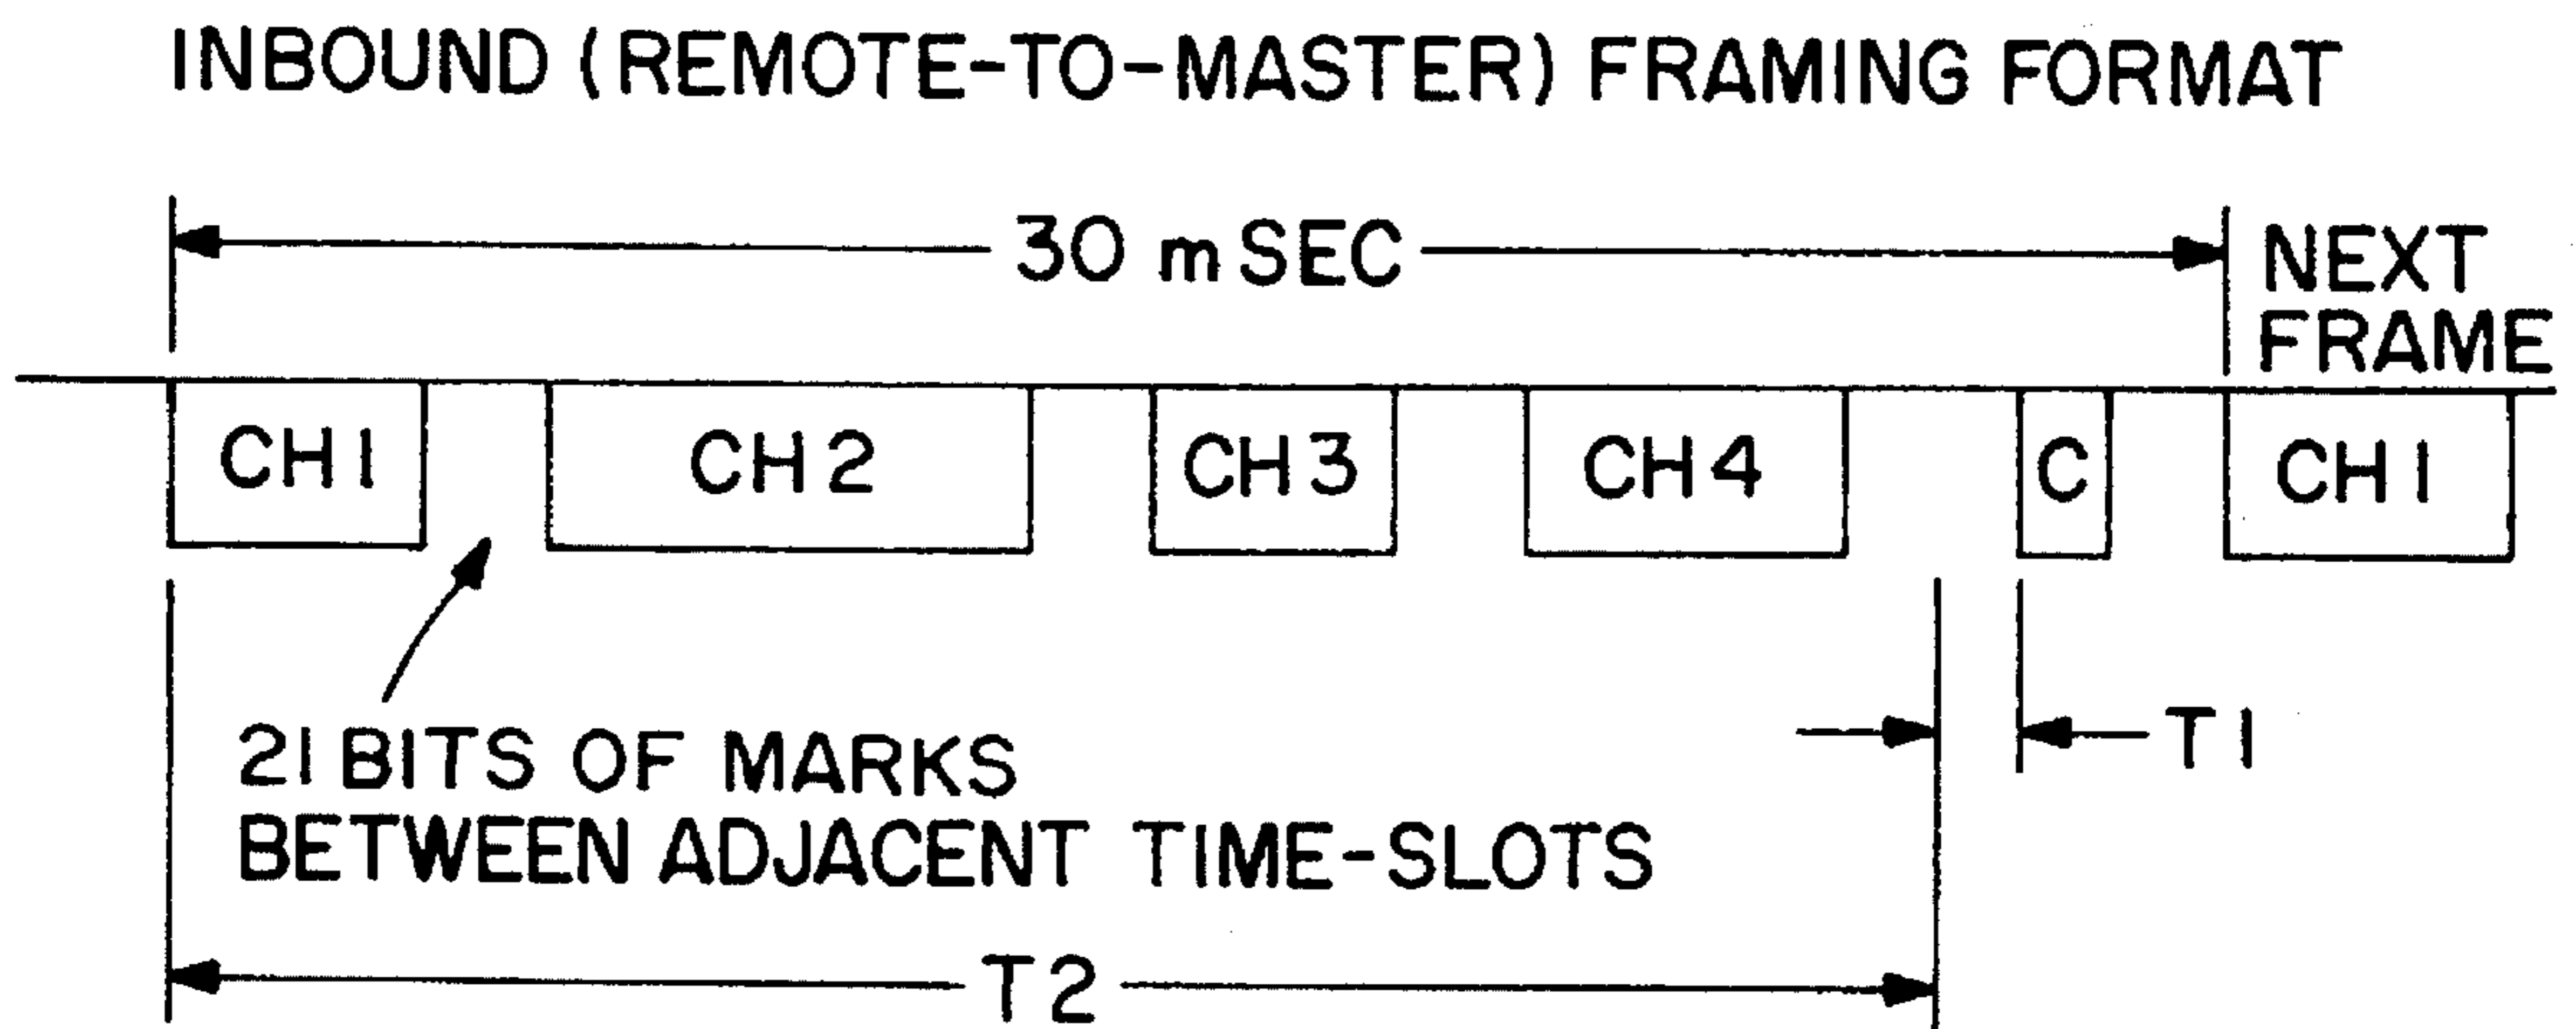 INBOUND (REMOTE-TO-MASTER) FRAMING FORMAT
30 mSEC
NEXT
FRAME
CH1 CH2 CH3 CH4 C CH1
21 BITS OF MARKS
BETWEEN ADJACENT TIME-SLOTS
T1
T2